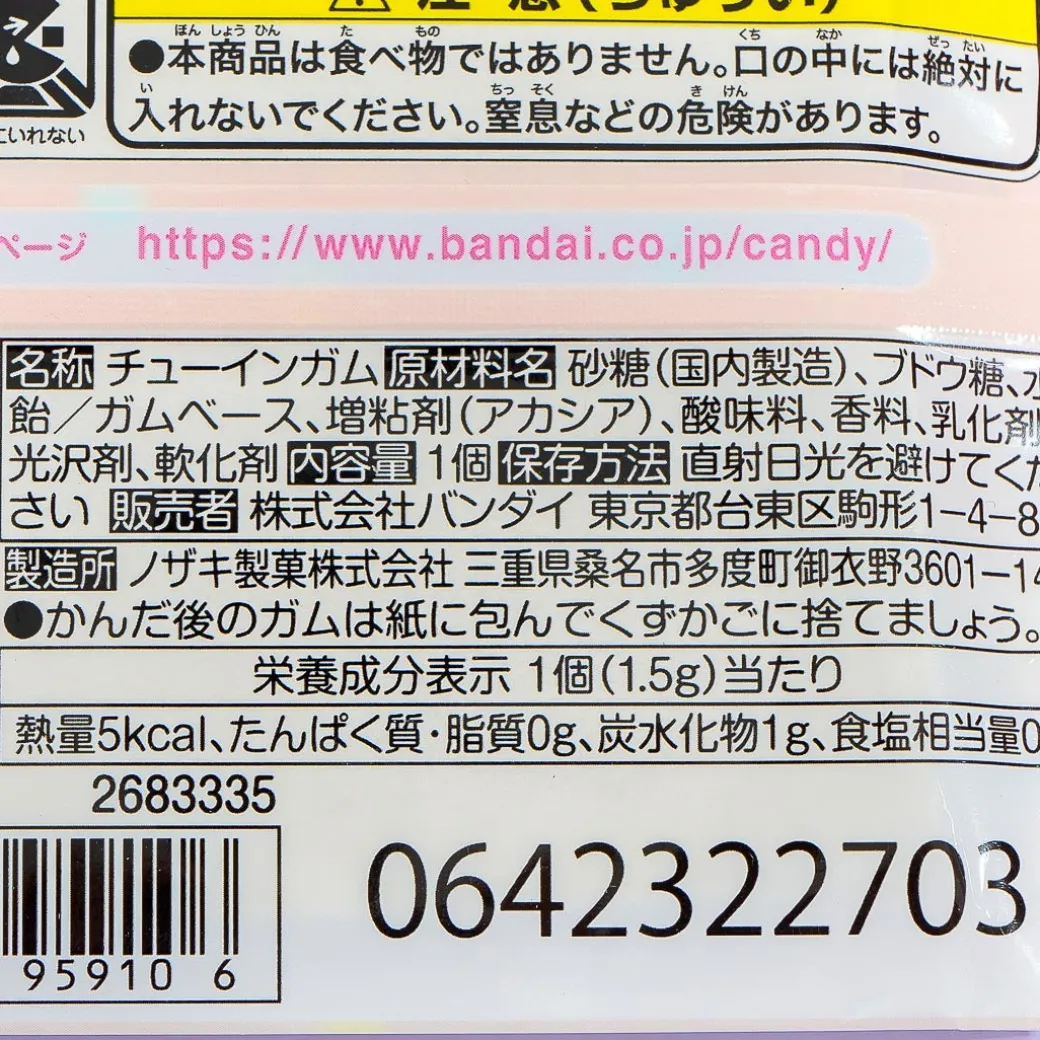 注意(ちゅうい)
●本商品は食べ物ではありません。口の中には絶対に
入れないでください。窒息などの危険があります。
にいれない
ページ https://www.bandai.co.jp/candy/
名称 チューインガム 原材料名 砂糖(国内製造)、ブドウ糖、水
飴/ガムベース、増粘剤(アカシア)、酸味料、香料、乳化剤
光沢剤、軟化剤 内容量 1個 保存方法 直射日光を避けてくだ
さい 販売者 株式会社バンダイ 東京都台東区駒形1-4-8
製造所 ノザキ製菓株式会社 三重県桑名市多度町御衣野3601-14
●かんだ後のガムは紙に包んでくずかごに捨てましょう。
栄養成分表示 1個(1.5g)当たり
熱量5kcal、たんぱく質・脂質0g、炭水化物1g、食塩相当量0
2683335
95910 6
0642322703